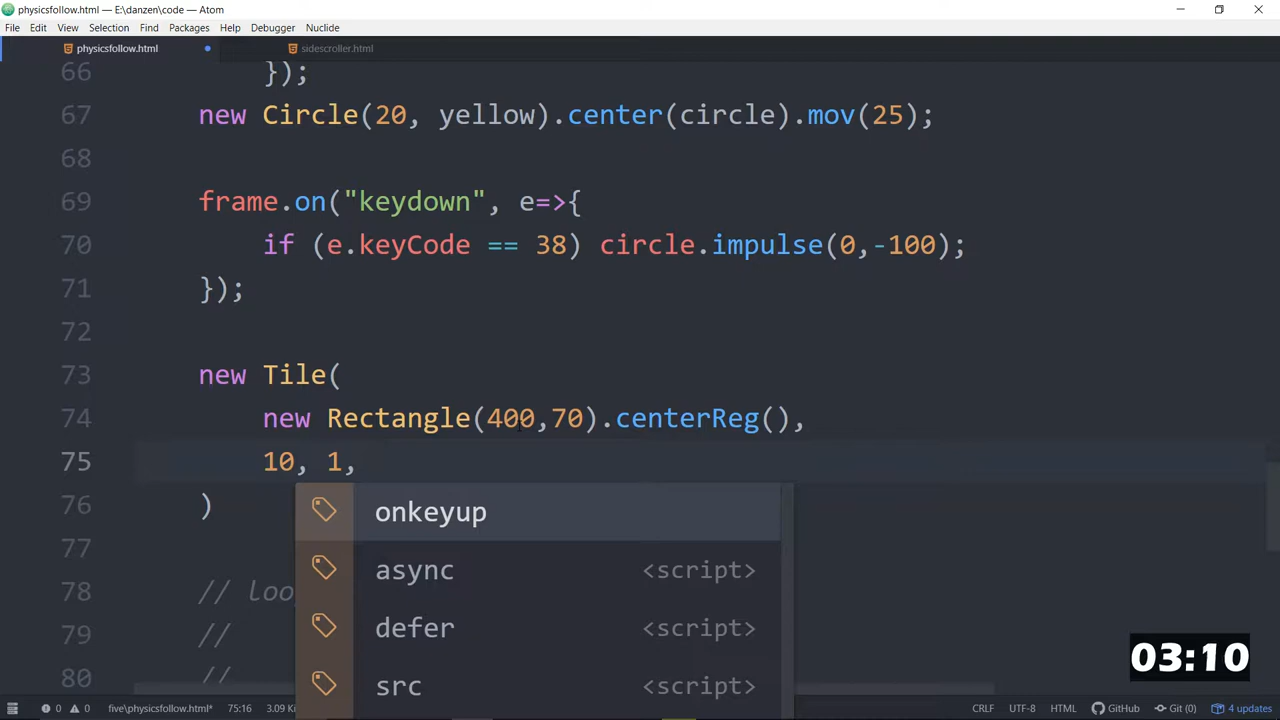 physicsfollow.html — E:\danzen\code — Atom
File Edit View Selection Find Packages Help Debugger Nuclide
physicsfollow.html sidescroller.html
66 });
67 new Circle(20, yellow).center(circle).mov(25);
68
69 frame.on("keydown", e=>{
70 if (e.keyCode == 38) circle.impulse(0,-100);
71 });
72
73 new Tile(
74 new Rectangle(400,70).centerReg(),
75 10, 1,
76 )
onkeyup
77
async <script>
78 // loo
defer <script>
79 //
src <script>
80 //
03:10
0 0 five\physicsfollow.html* 75:16 3.09 Ki CRLF UTF-8 HTML GitHub Git (0) 4 updates